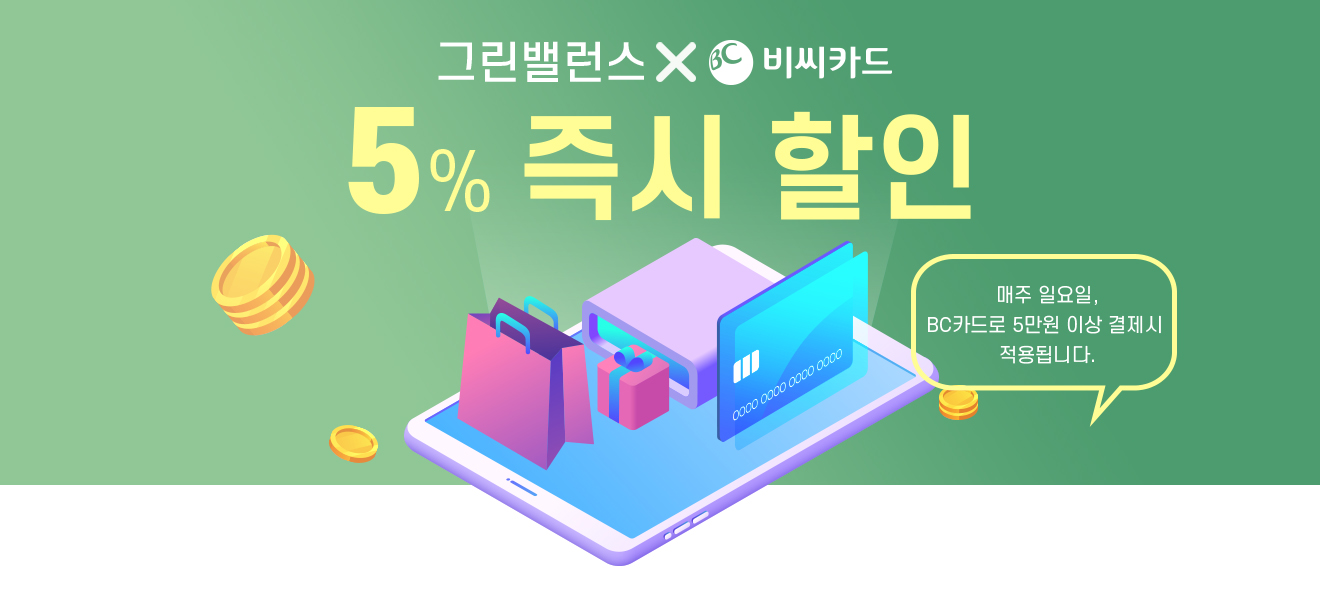 그린밸런스 X BC 비씨카드
5% 즉시 할인
매주 일요일,
BC카드로 5만원 이상 결제시
적용됩니다.
0000 0000 0000 0000